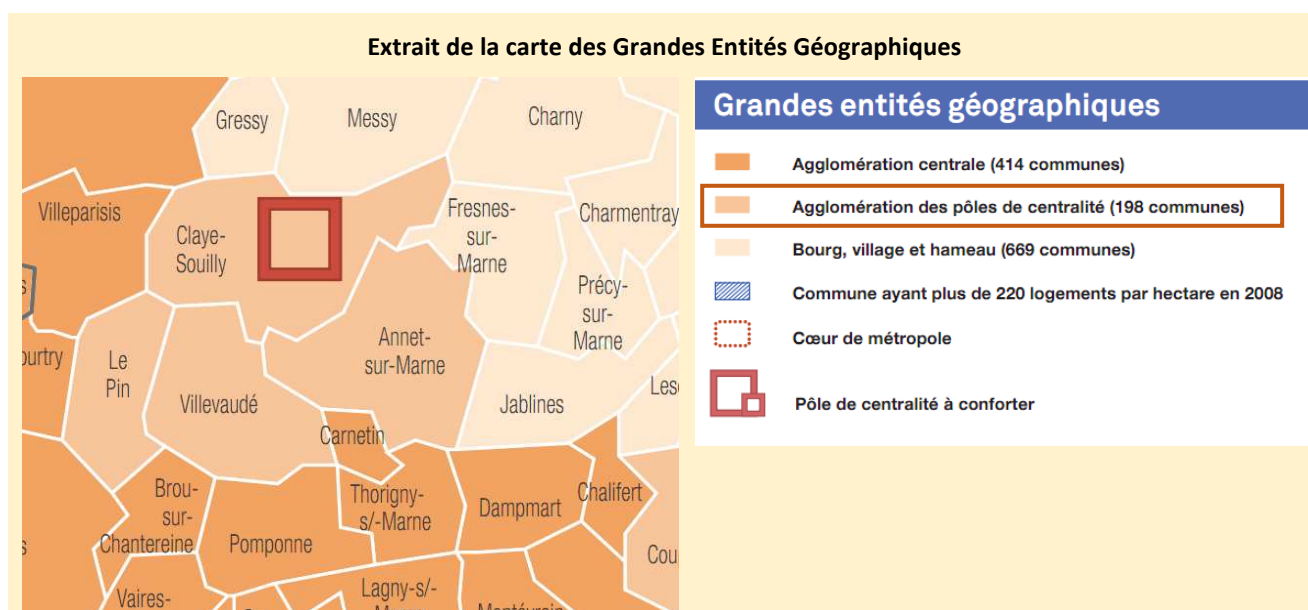 Extrait de la carte des Grandes Entités Géographiques
Gressy
Messy
Charny
Villeparisis
Claye-
Souilly
Fresnes-
sur-
Marne
Charmentray
Précy-
sur-
Marne
Annet-
sur-Marne
Le
Pin
Villevaudé
Jablines
Carnetin
Brou-
sur-
Chantereine
Pomponne
Thorigny-
s/-Marne
Dampmart
Chalifert
Vaires-
Lagny-s/-
Grandes entités géographiques
Agglomération centrale (414 communes)
Agglomération des pôles de centralité (198 communes)
Bourg, village et hameau (669 communes)
Commune ayant plus de 220 logements par hectare en 2008
Cœur de métropole
Pôle de centralité à conforter